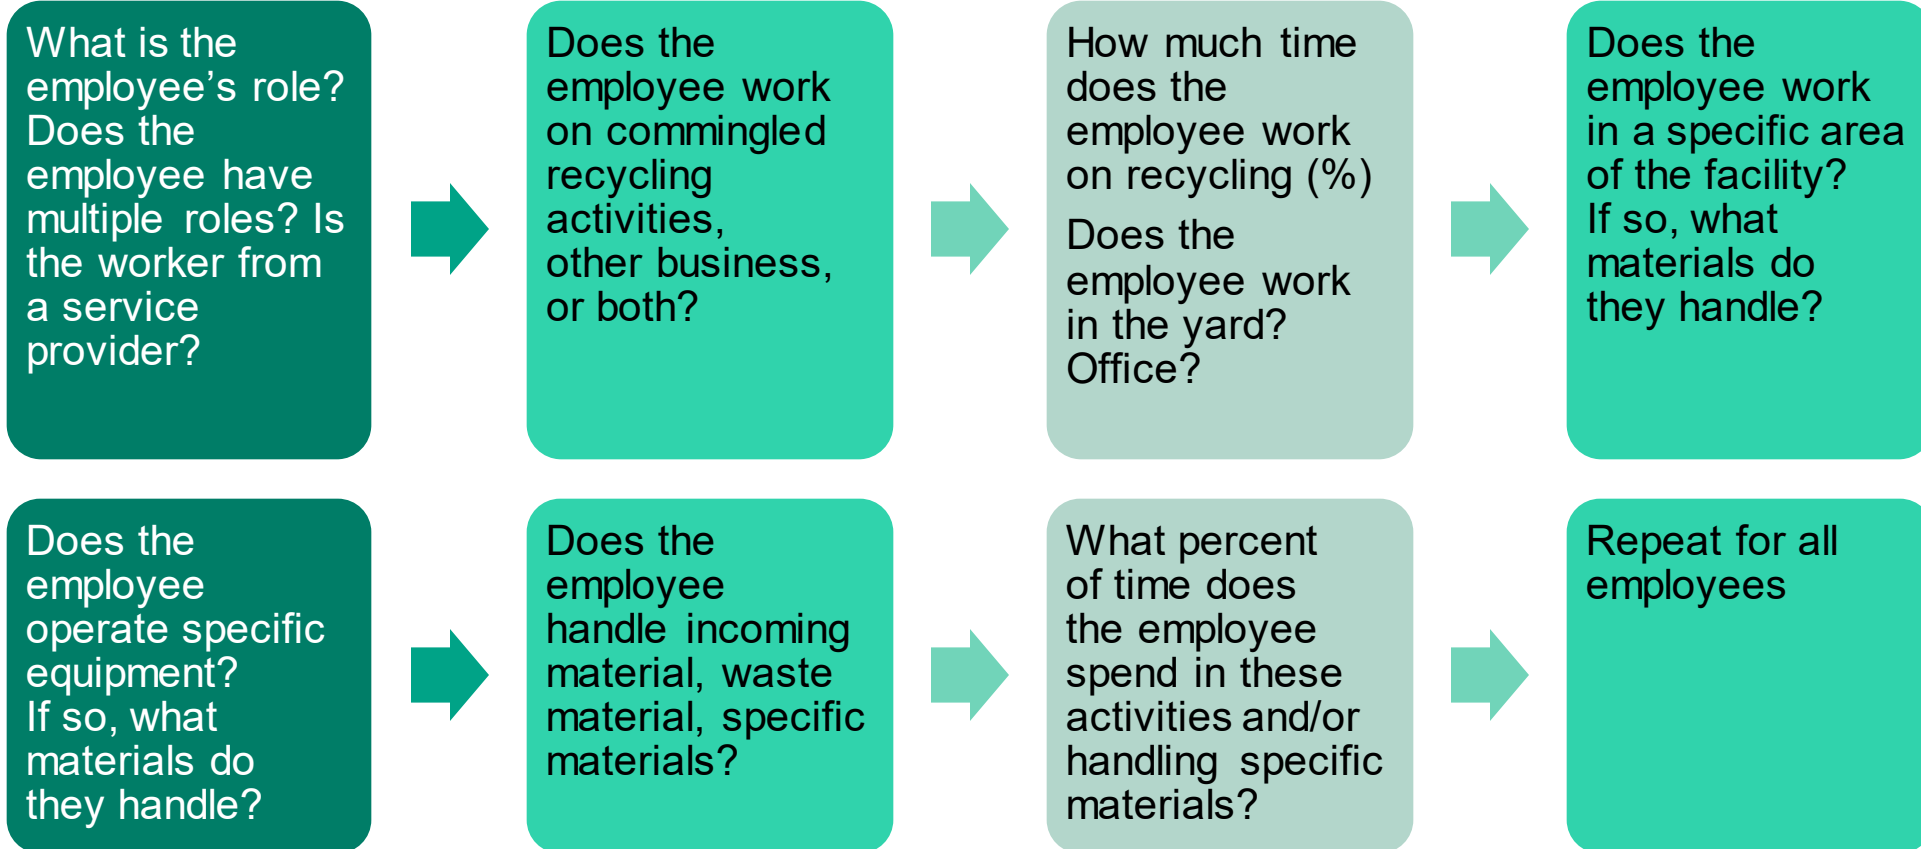 What is the
employee’s role?
Does the
employee have
multiple roles? Is
the worker from
a service
provider?
Does the
employee work
on commingled
recycling
activities,
other business,
or both?
How much time
does the
employee work
on recycling (%)
Does the
employee work
in the yard?
Office?
Does the
employee work
in a specific area
of the facility?
If so, what
materials do
they handle?
Does the
employee
operate specific
equipment?
If so, what
materials do
they handle?
Does the
employee
handle incoming
material, waste
material, specific
materials?
What percent
of time does
the employee
spend in these
activities and/or
handling specific
materials?
Repeat for all
employees